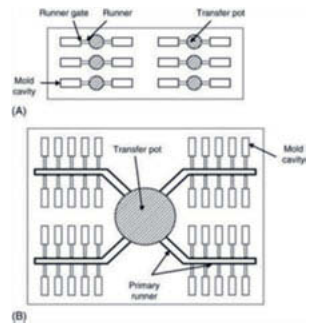 Runner gate Runner Transfer pot
Mold
cavity
(A)
Transfer pot
Mold
cavity
Primary
runner
(B)